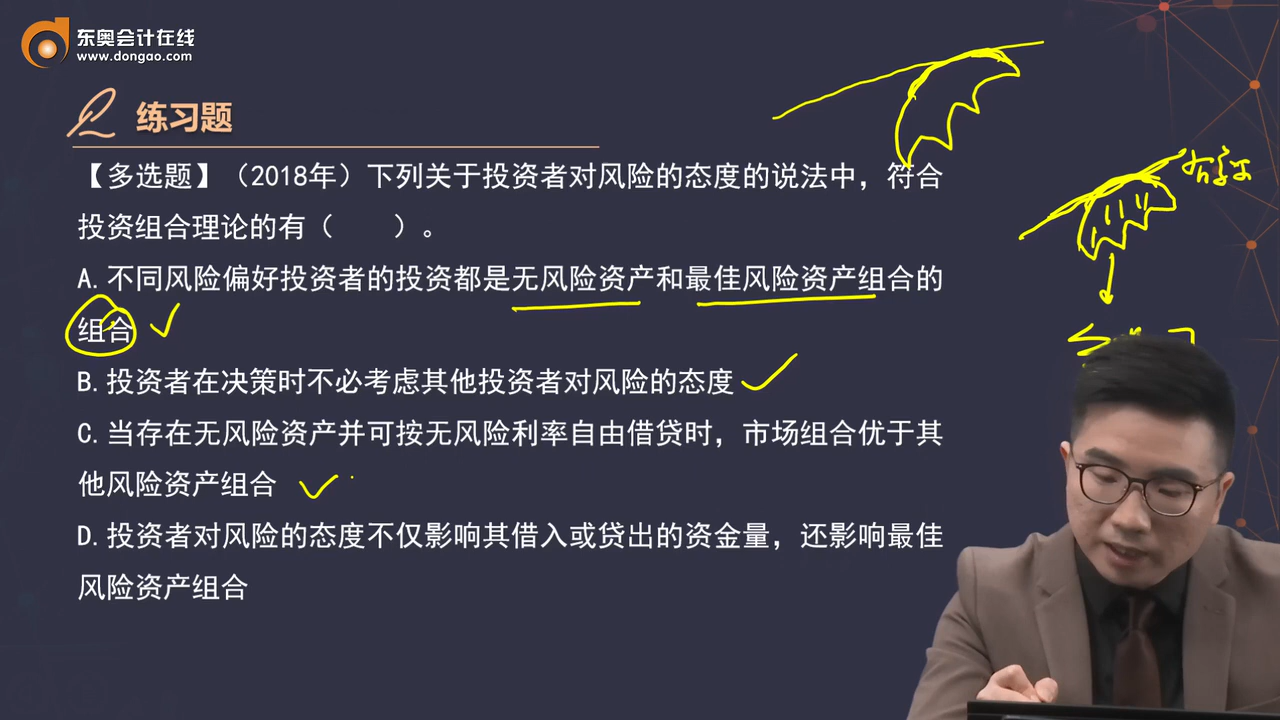 东奥会计在线
www.dongao.com
练习题
【多选题】（2018年）下列关于投资者对风险的态度的说法中，符合
投资组合理论的有（　　）。
A.不同风险偏好投资者的投资都是无风险资产和最佳风险资产组合的
组合
B.投资者在决策时不必考虑其他投资者对风险的态度
C.当存在无风险资产并可按无风险利率自由借贷时，市场组合优于其
他风险资产组合
D.投资者对风险的态度不仅影响其借入或贷出的资金量，还影响最佳
风险资产组合